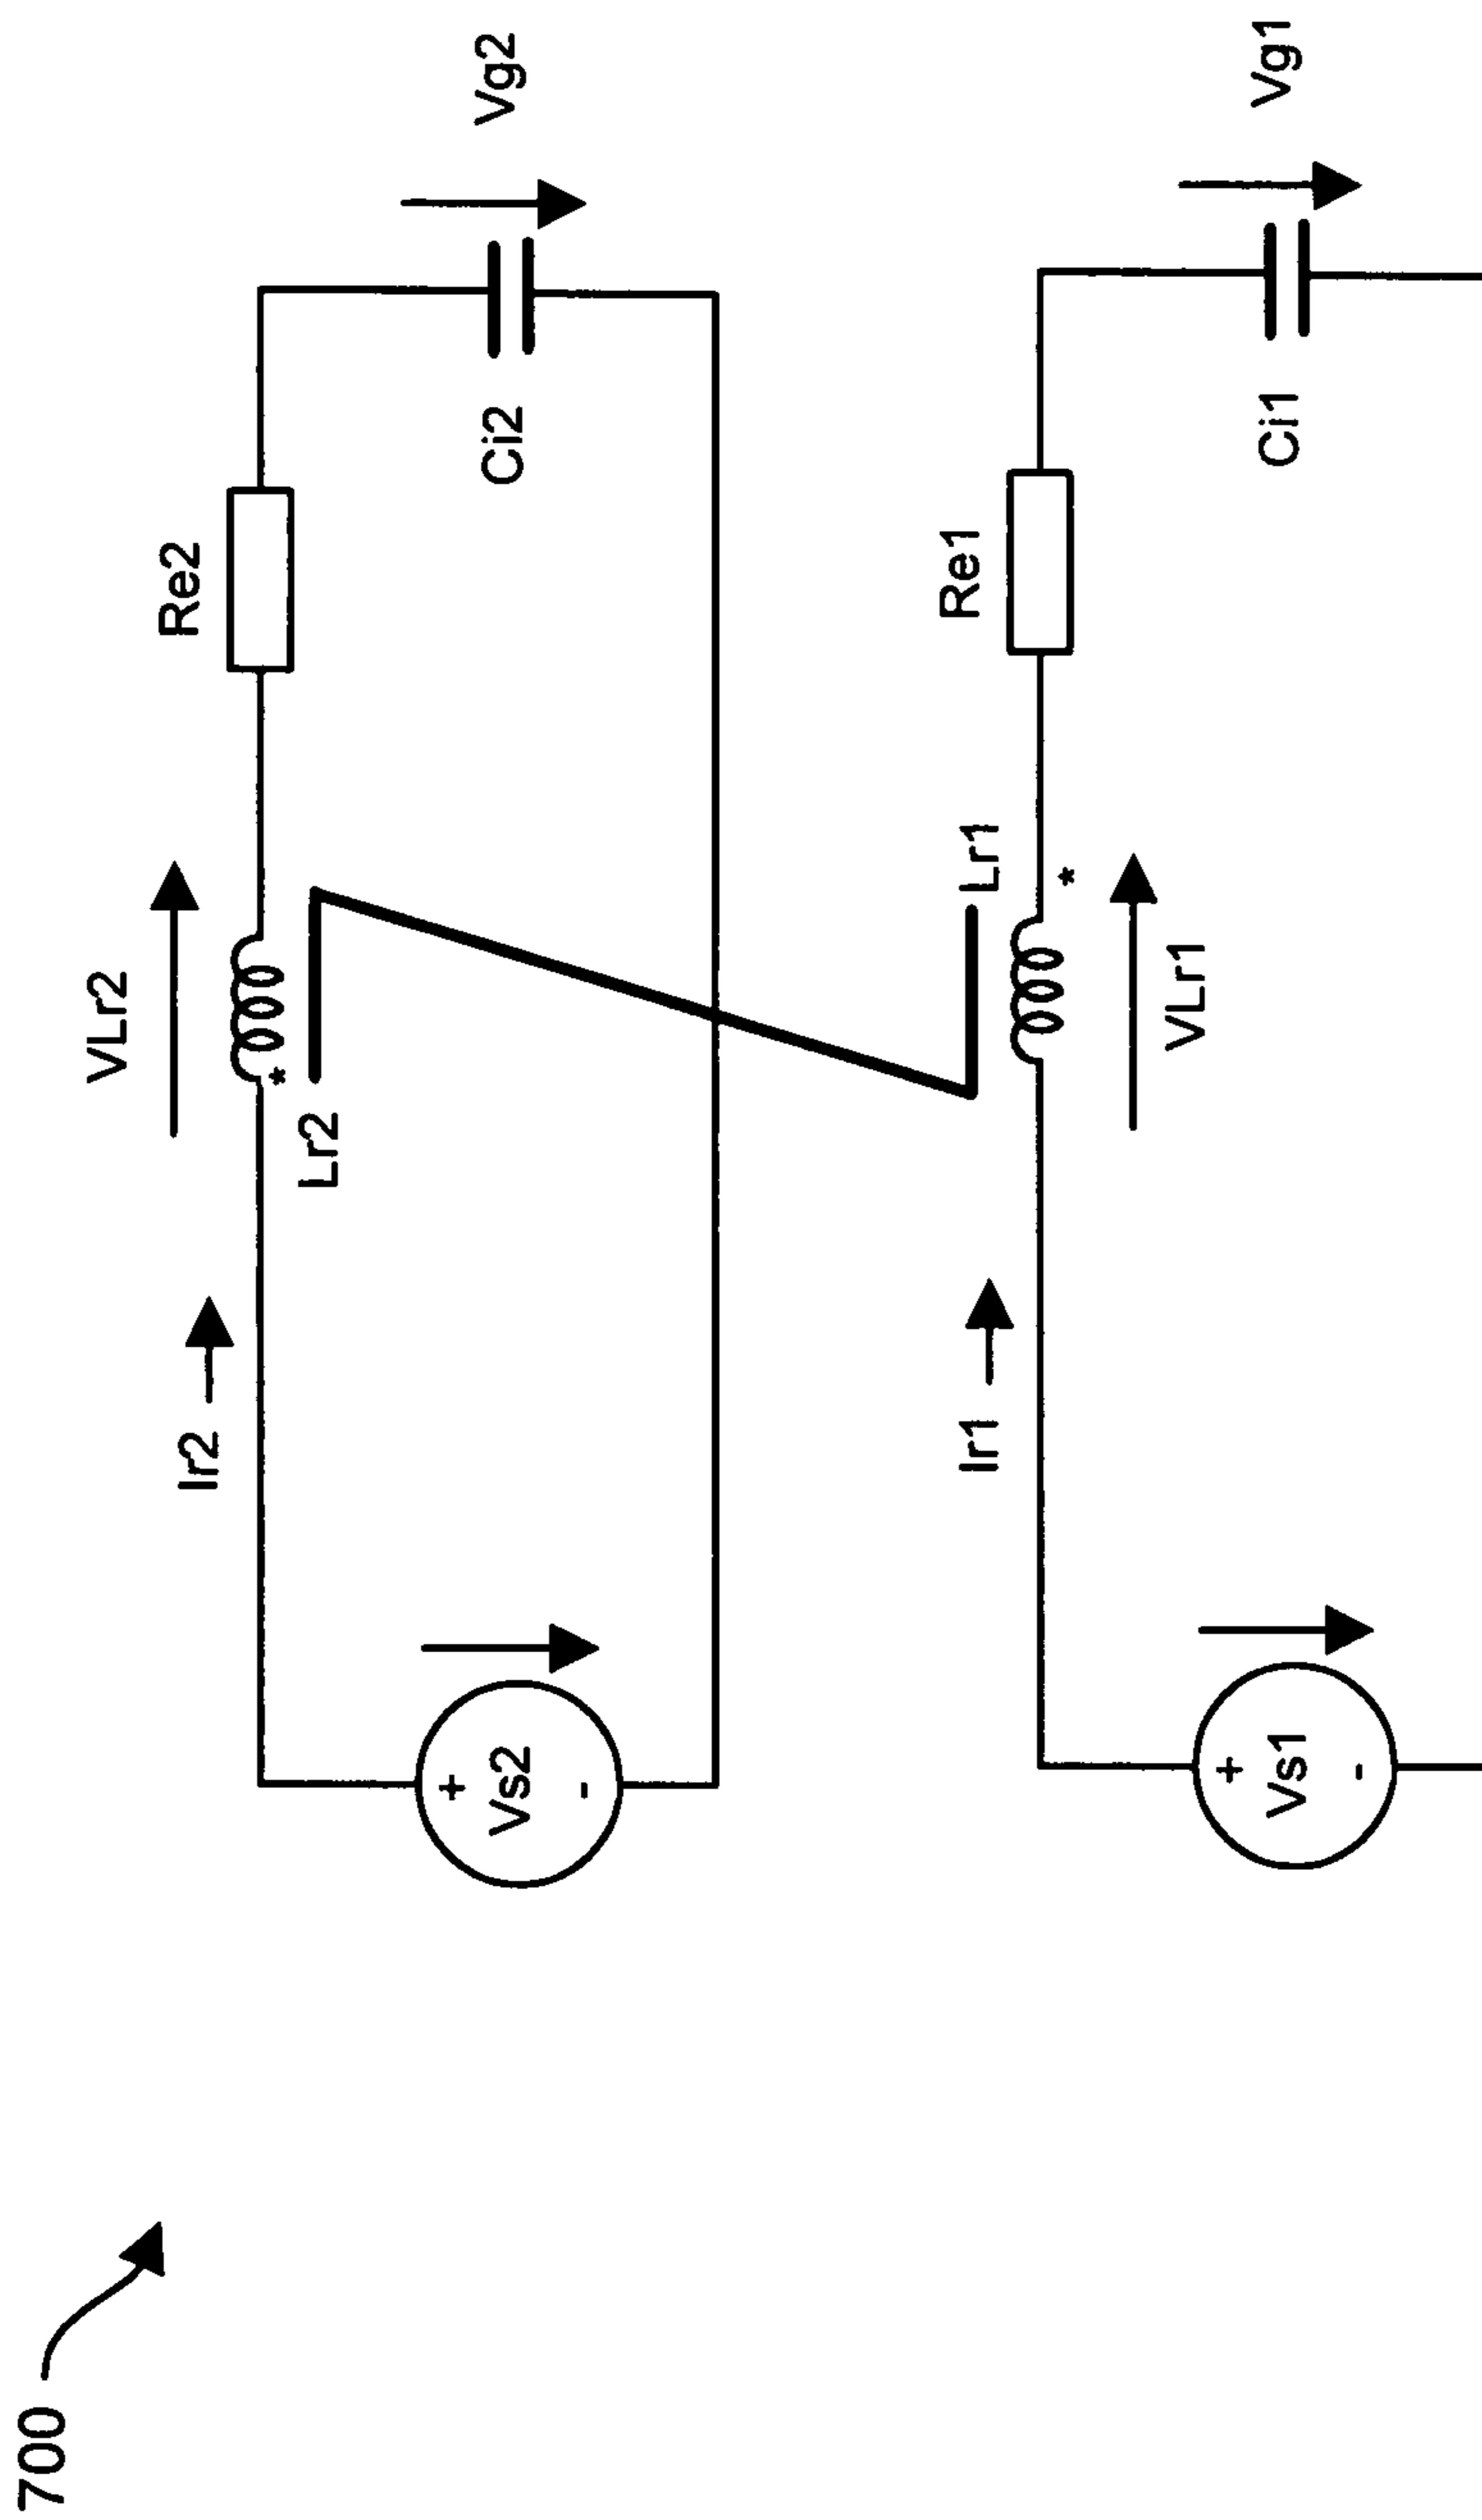 700
VLr2
Ir2
Re2
*
Lr2
Vs2
+
-
Ci2
Vg2
Ir1
Lr1
Re1
*
VLr1
Vs1
+
-
Ci1
Vg1